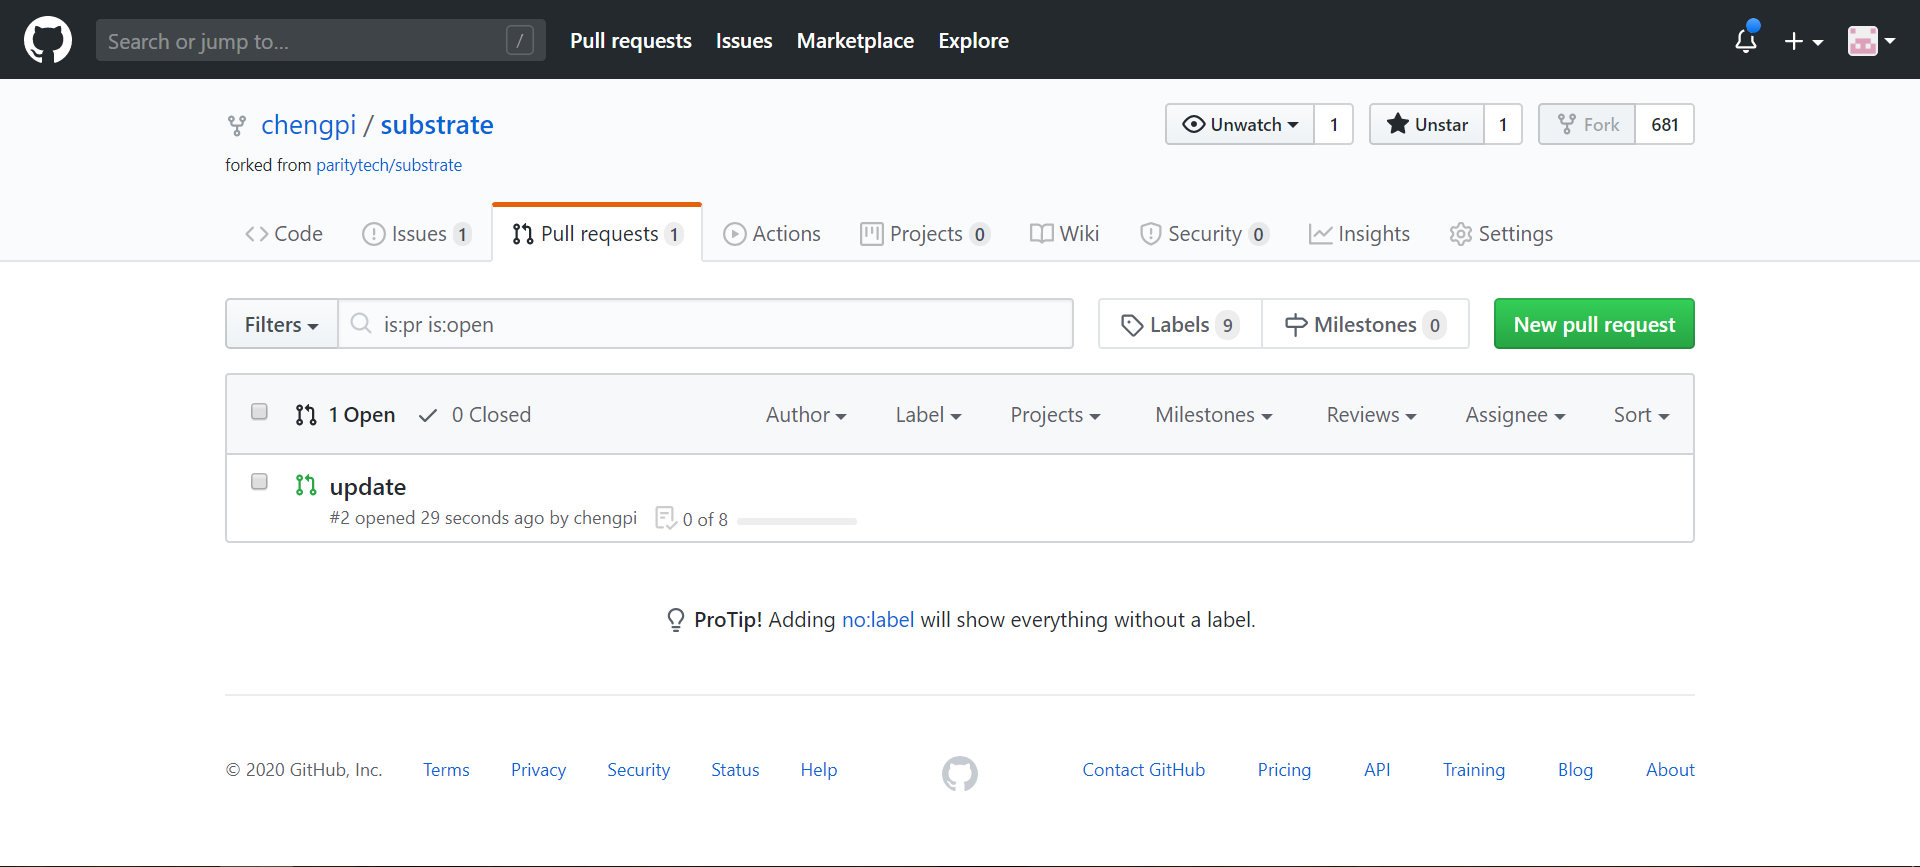 Search or jump to... /
Pull requests Issues Marketplace Explore
chengpi / substrate
forked from paritytech/substrate
Unwatch 1 Unstar 1 Fork 681
Code Issues 1 Pull requests 1 Actions Projects 0 Wiki Security 0 Insights Settings
Filters is:pr is:open Labels 9 Milestones 0 New pull request
1 Open 0 Closed Author Label Projects Milestones Reviews Assignee Sort
update
#2 opened 29 seconds ago by chengpi 0 of 8
ProTip! Adding no:label will show everything without a label.
© 2020 GitHub, Inc. Terms Privacy Security Status Help Contact GitHub Pricing API Training Blog About